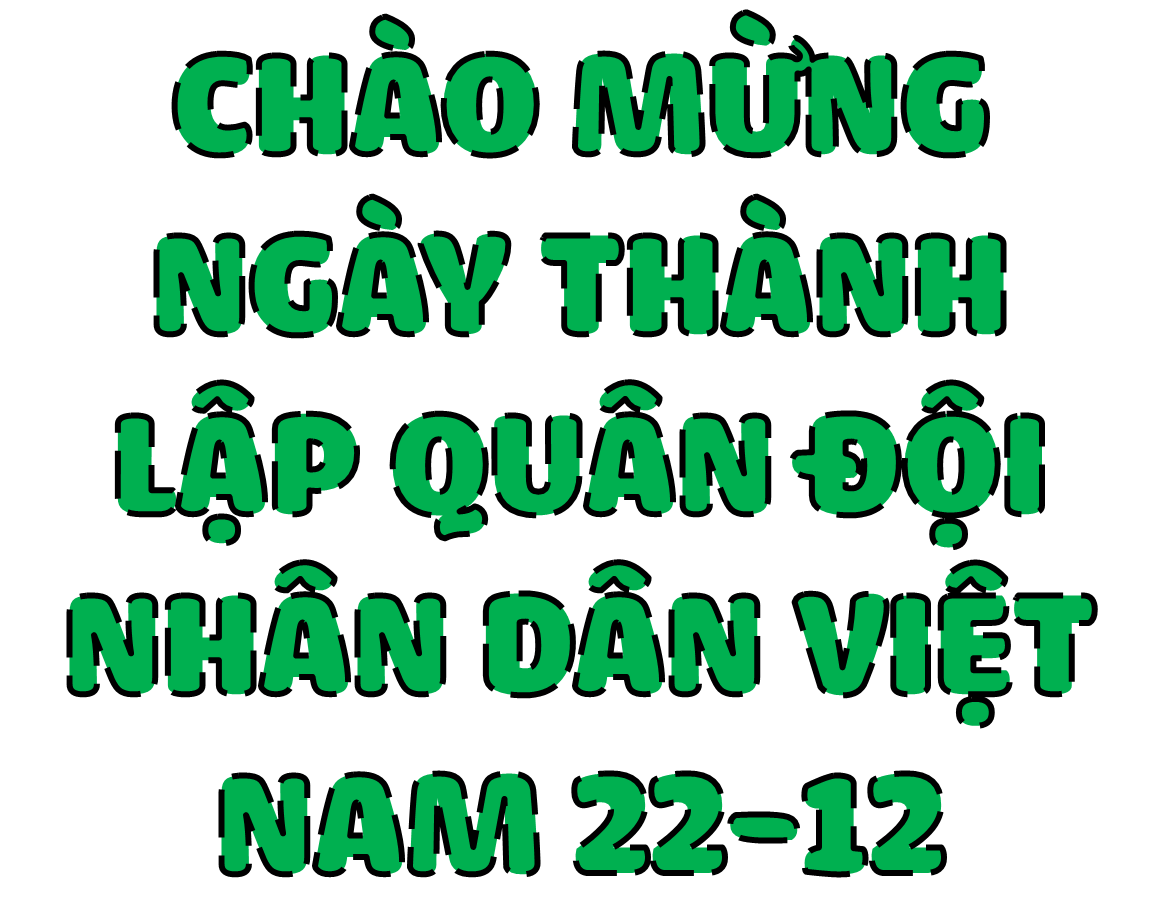 CHÀO MỪNG
NGÀY THÀNH
LẬP QUÂN ĐỘI
NHÂN DÂN VIỆT
NAM 22-12